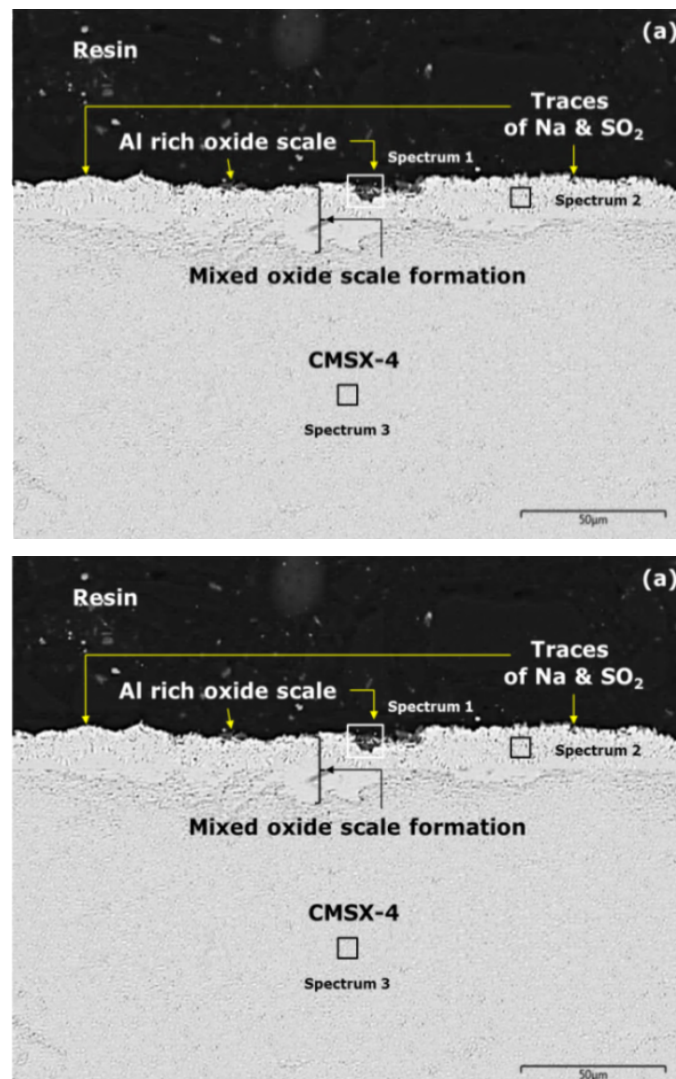 (a)
Resin
Traces
of Na & SO2
Al rich oxide scale
Spectrum 1
Spectrum 2
Mixed oxide scale formation
CMSX-4
Spectrum 3
50μm
(a)
Resin
Traces
of Na & SO2
Al rich oxide scale
Spectrum 1
Spectrum 2
Mixed oxide scale formation
CMSX-4
Spectrum 3
50μm